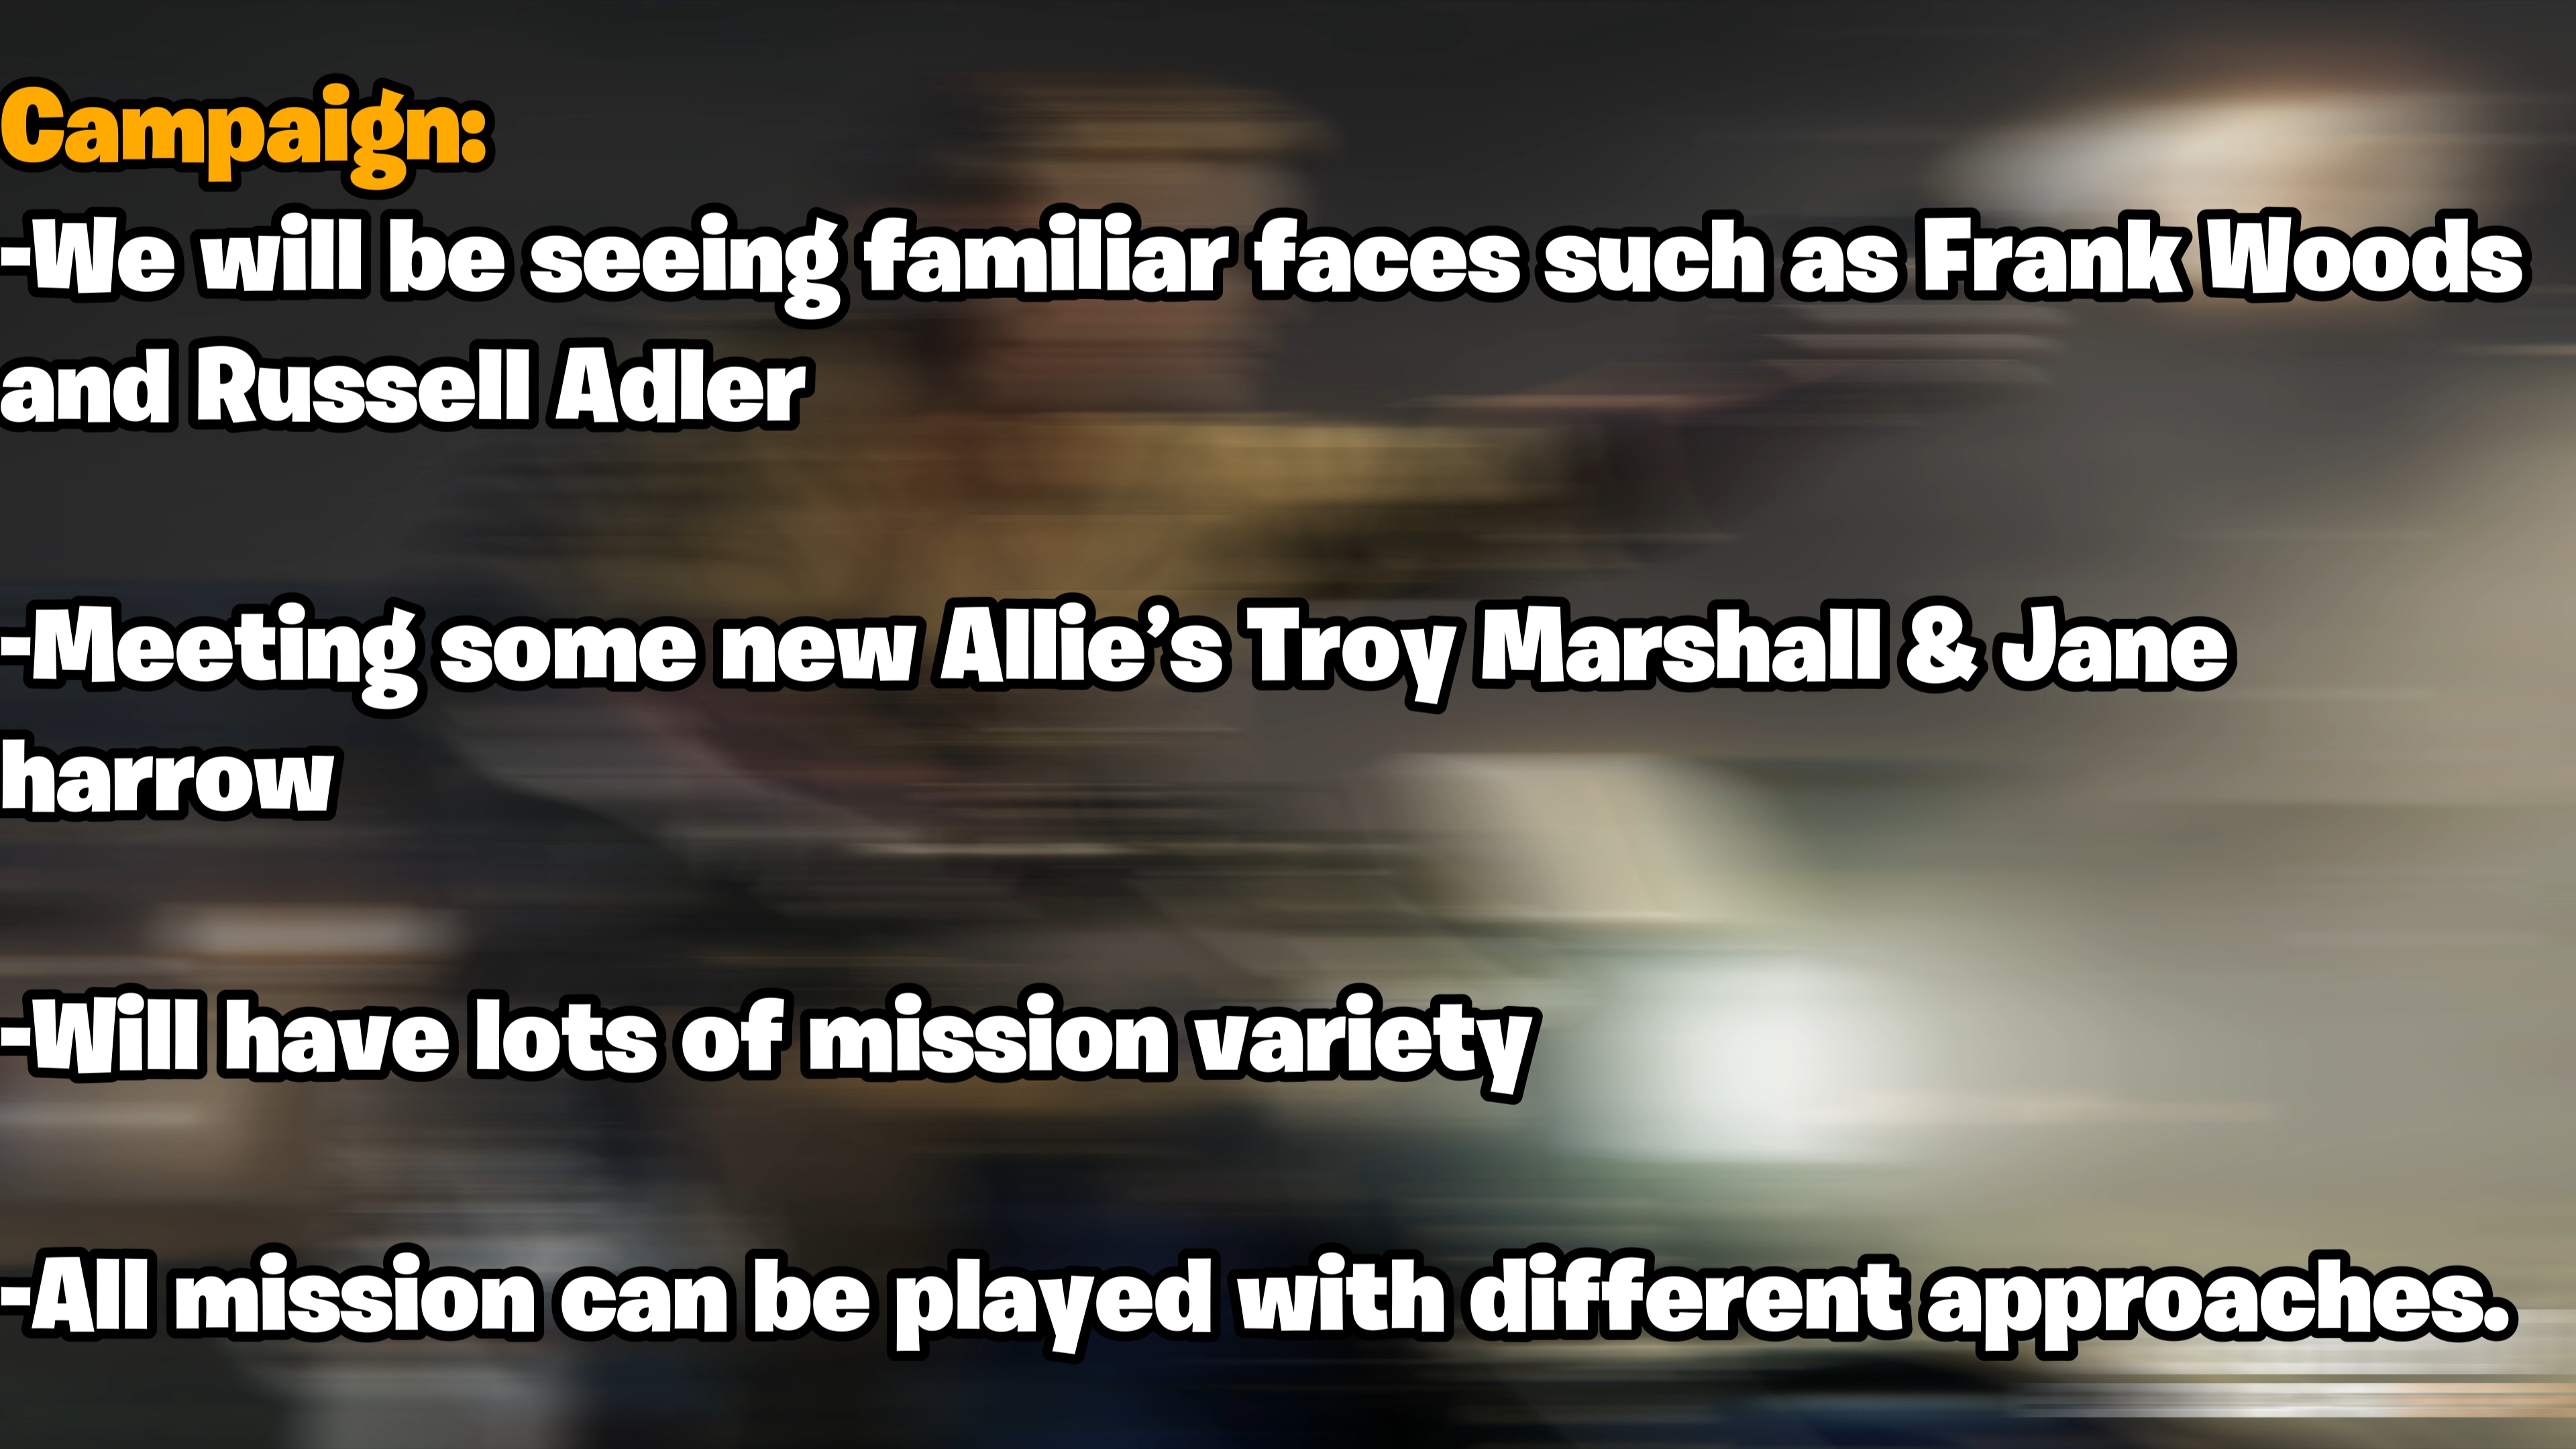 Campaign:
-We will be seeing familiar faces such as Frank Woods
and Russell Adler
-Meeting some new Allie’s Troy Marshall & Jane
harrow
-Will have lots of mission variety
-All mission can be played with different approaches.